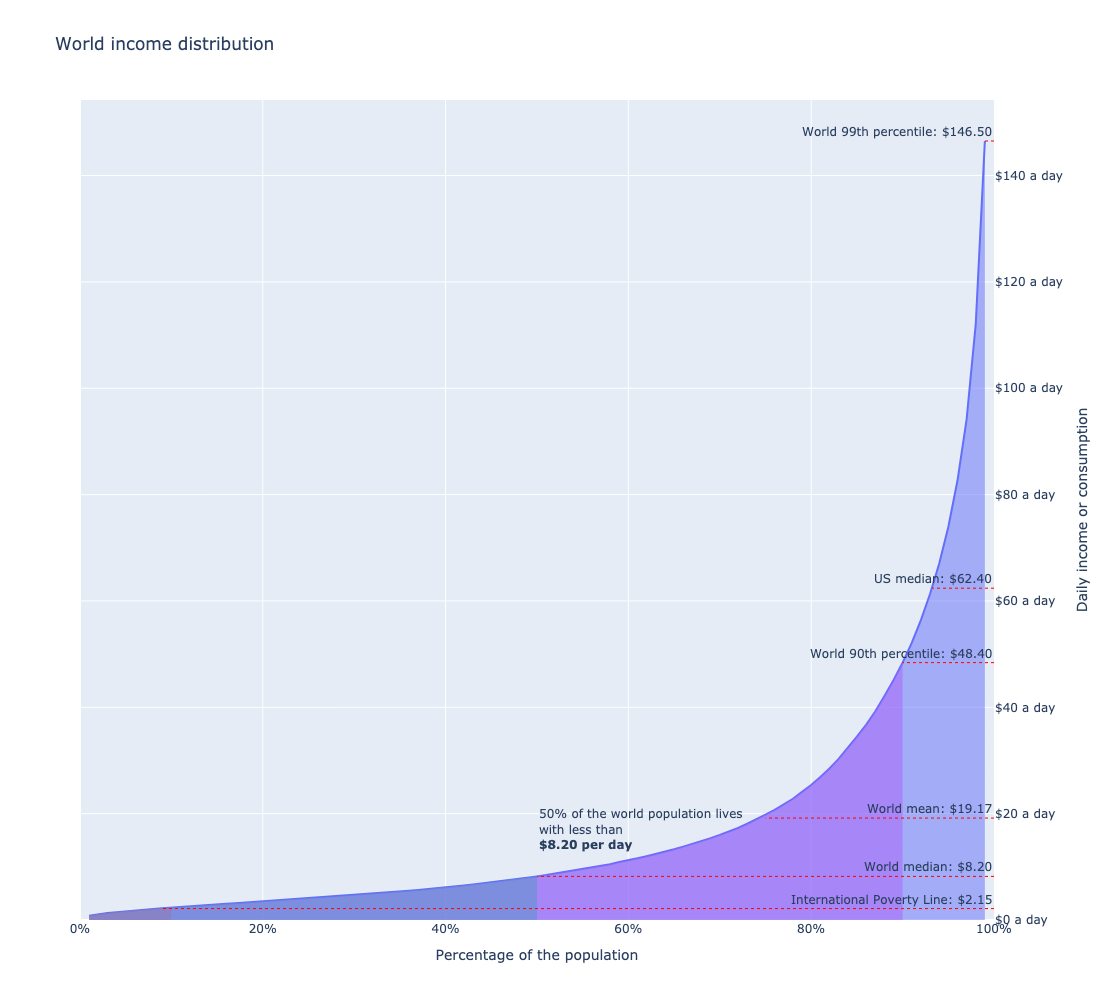 World income distribution
World 99th percentile: $146.50
$140 a day
$120 a day
$100 a day
$80 a day
US median: $62.40
$60 a day
World 90th percentile: $48.40
$40 a day
World mean: $19.17
$20 a day
50% of the world population lives
with less than
$8.20 per day
World median: $8.20
International Poverty Line: $2.15
$0 a day
0%
20%
40%
60%
80%
100%
Percentage of the population
Daily income or consumption